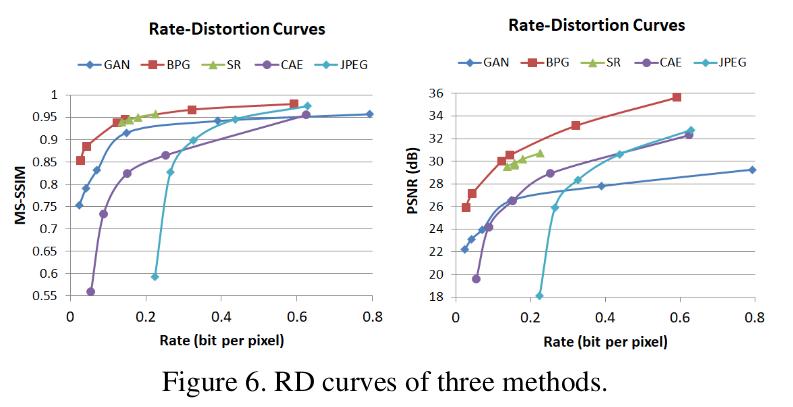 Rate-Distortion Curves
GAN BPG SR CAE JPEG
MS-SSIM
1
0.95
0.9
0.85
0.8
0.75
0.7
0.65
0.6
0.55
0 0.2 0.4 0.6 0.8
Rate (bit per pixel)
Rate-Distortion Curves
GAN BPG SR CAE JPEG
PSNR (dB)
36
34
32
30
28
26
24
22
20
18
0 0.2 0.4 0.6 0.8
Rate (bit per pixel)
Figure 6. RD curves of three methods.